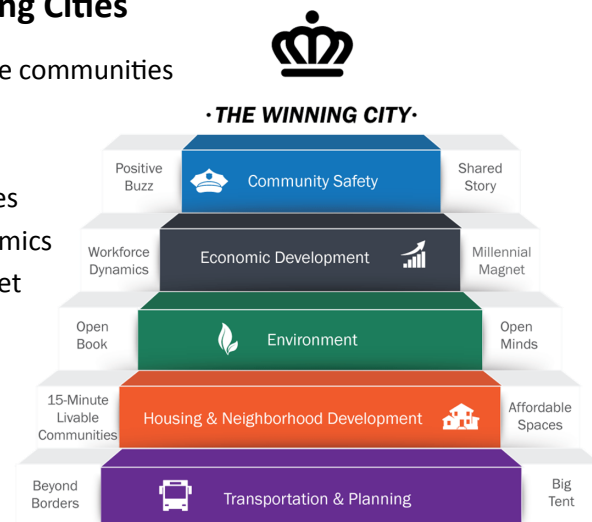 ng Cities
e communities
· THE WINNING CITY·
es
mics
et
Positive
Buzz
Community Safety
Shared
Story
Workforce
Dynamics
Economic Development
Millennial
Magnet
Open
Book
Environment
Open
Minds
15-Minute
Livable
Communities
Housing & Neighborhood Development
Affordable
Spaces
Beyond
Borders
Transportation & Planning
Big
Tent